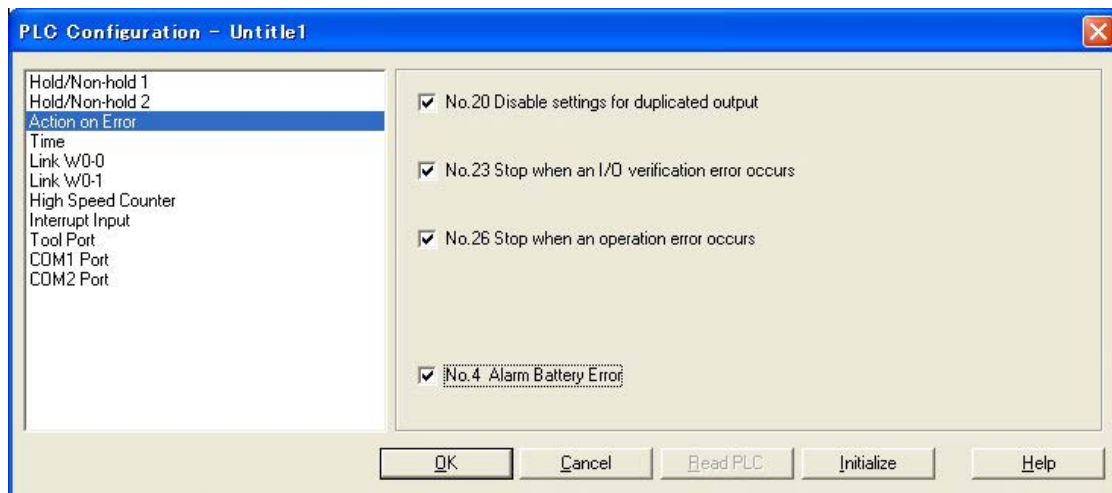 PLC Configuration - Untitle1
Hold/Non-hold 1
Hold/Non-hold 2
Action on Error
Time
Link W0-0
Link W0-1
High Speed Counter
Interrupt Input
Tool Port
COM1 Port
COM2 Port
No.20 Disable settings for duplicated output
No.23 Stop when an I/O verification error occurs
No.26 Stop when an operation error occurs
No.4 Alarm Battery Error
OK
Cancel
Read PLC
Initialize
Help